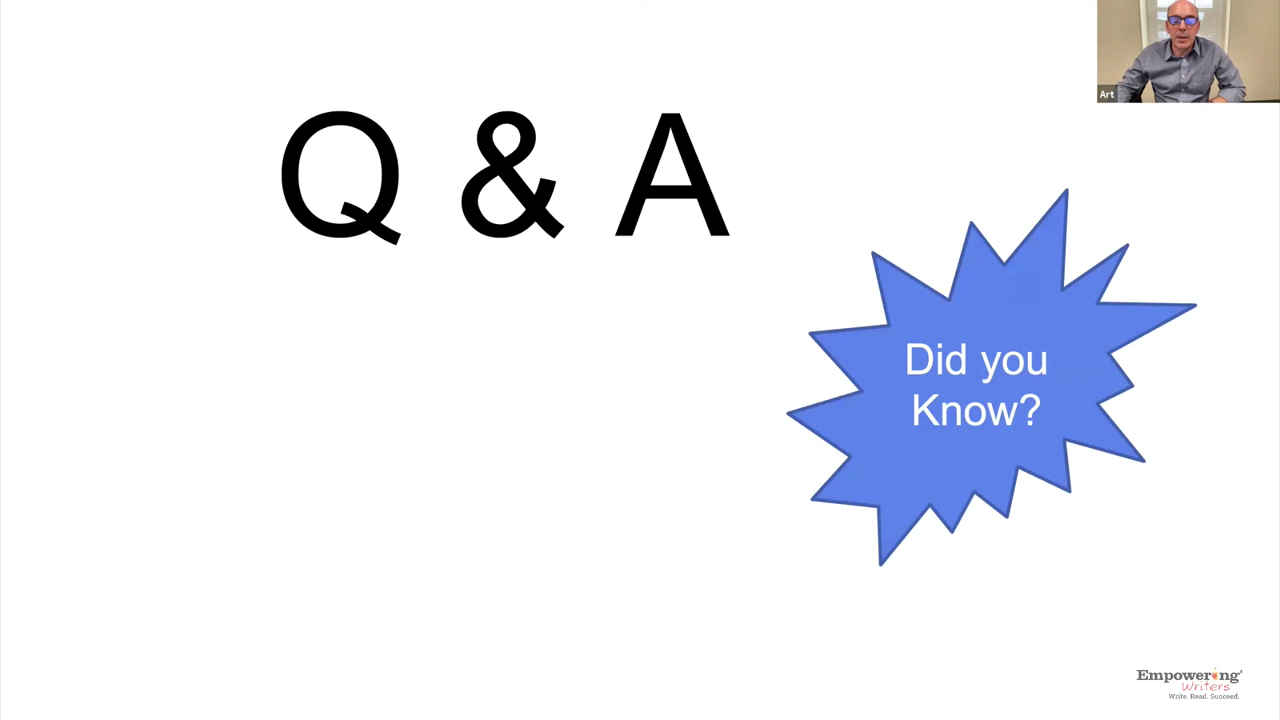 Art
Q & A
Did you
Know?
Empowering
Writers
Write. Read. Succeed.